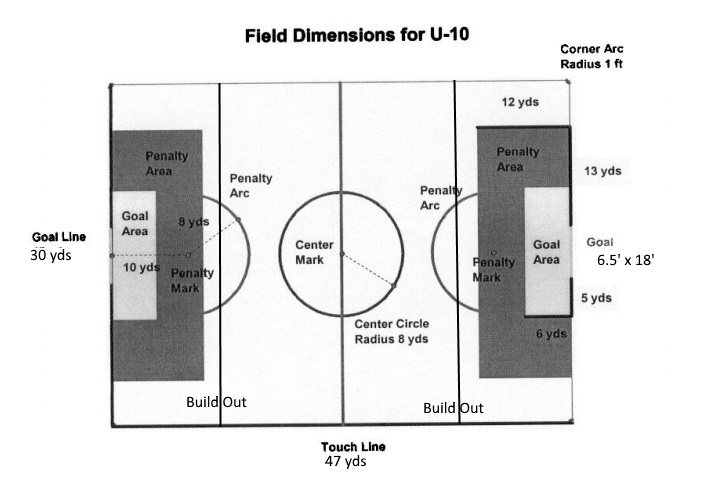 Field Dimensions for U-10
Corner Arc
Radius 1 ft
12 yds
Penalty
Area
Penalty
Area
13 yds
Penalty
Arc
Penalty
Arc
Goal
Area
8 yds
Goal Line
30 yds
Center
Mark
Goal
Area
Goal
6.5' x 18'
10 yds
Penalty
Mark
Penalty
Mark
5 yds
Center Circle
Radius 8 yds
6 yds
Build Out
Build Out
Touch Line
47 yds